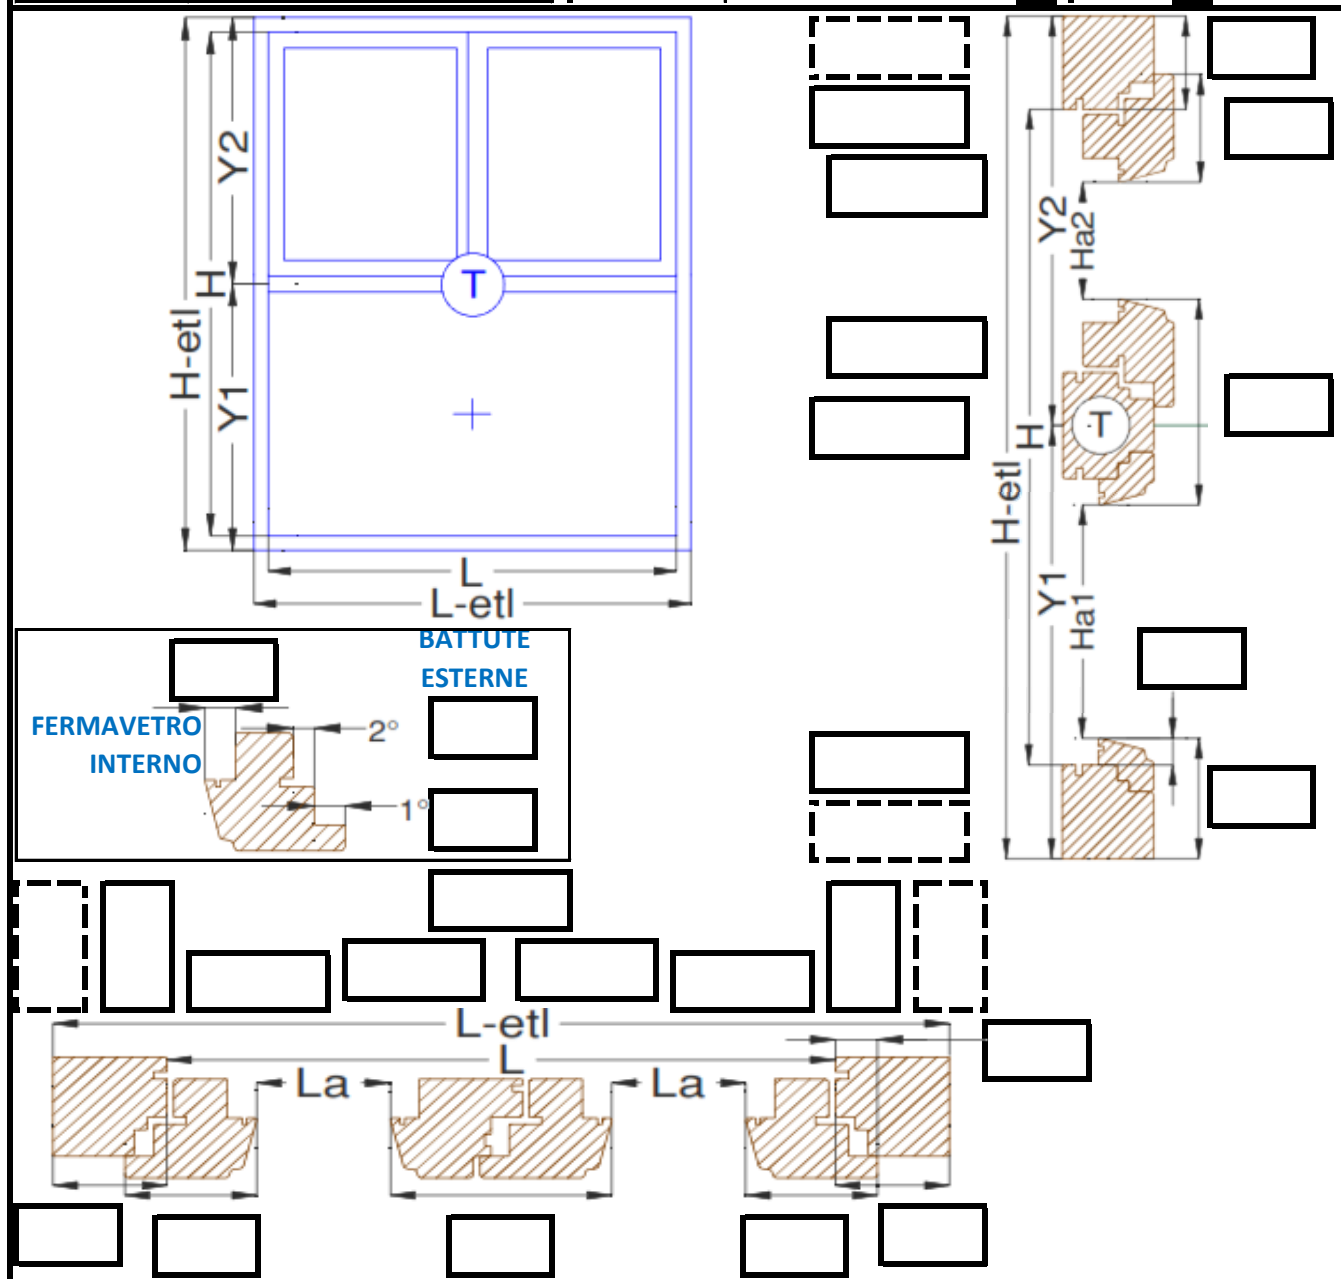 Y2
H
H-etl
Y1
T
L
L-etl
Y2
Ha2
H
H-etl
T
Y1
Ha1
BATTUTE
ESTERNE
FERMAVETRO
INTERNO
2°
1°
L-etl
L
La
La